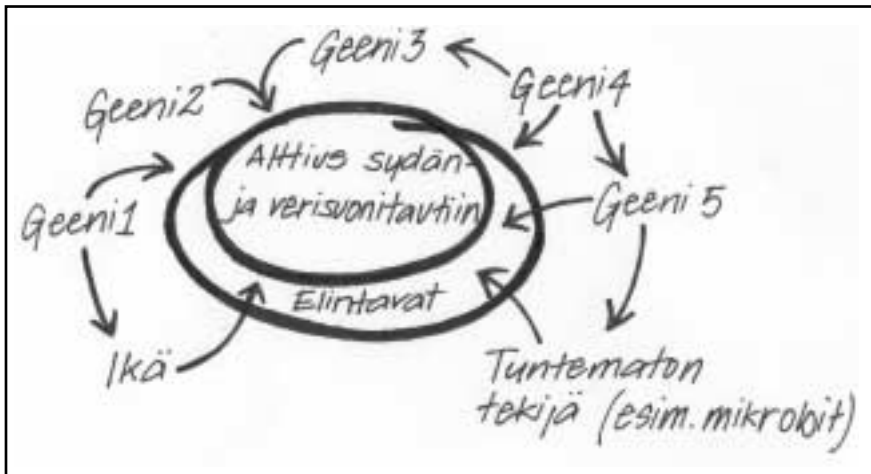 Geeni3
Geeni2
Geeni4
Alttius sydän-
ja verisuonitautiin
Geeni1
Geeni 5
Elintavat
Ikä
Tuntematon
tekijä (esim. mikrobit)